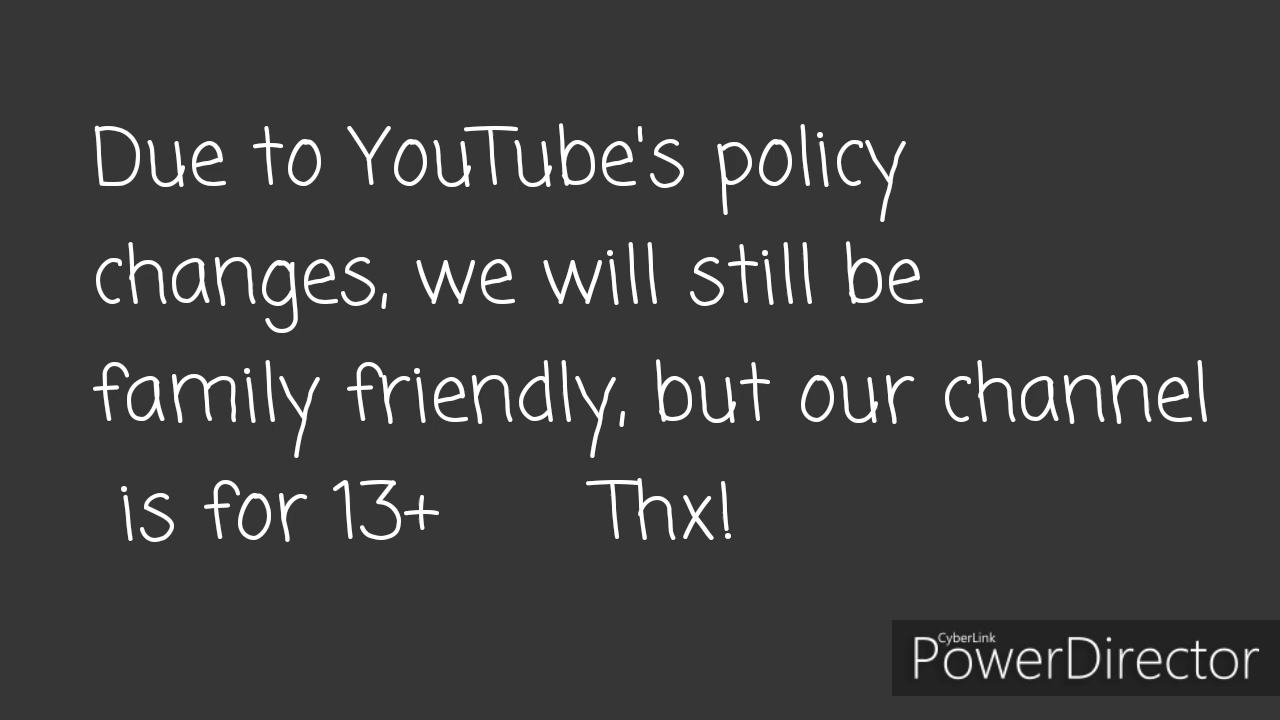 Due to YouTube's policy
changes, we will still be
family friendly, but our channel
is for 13+ Thx!
CyberLink
PowerDirector